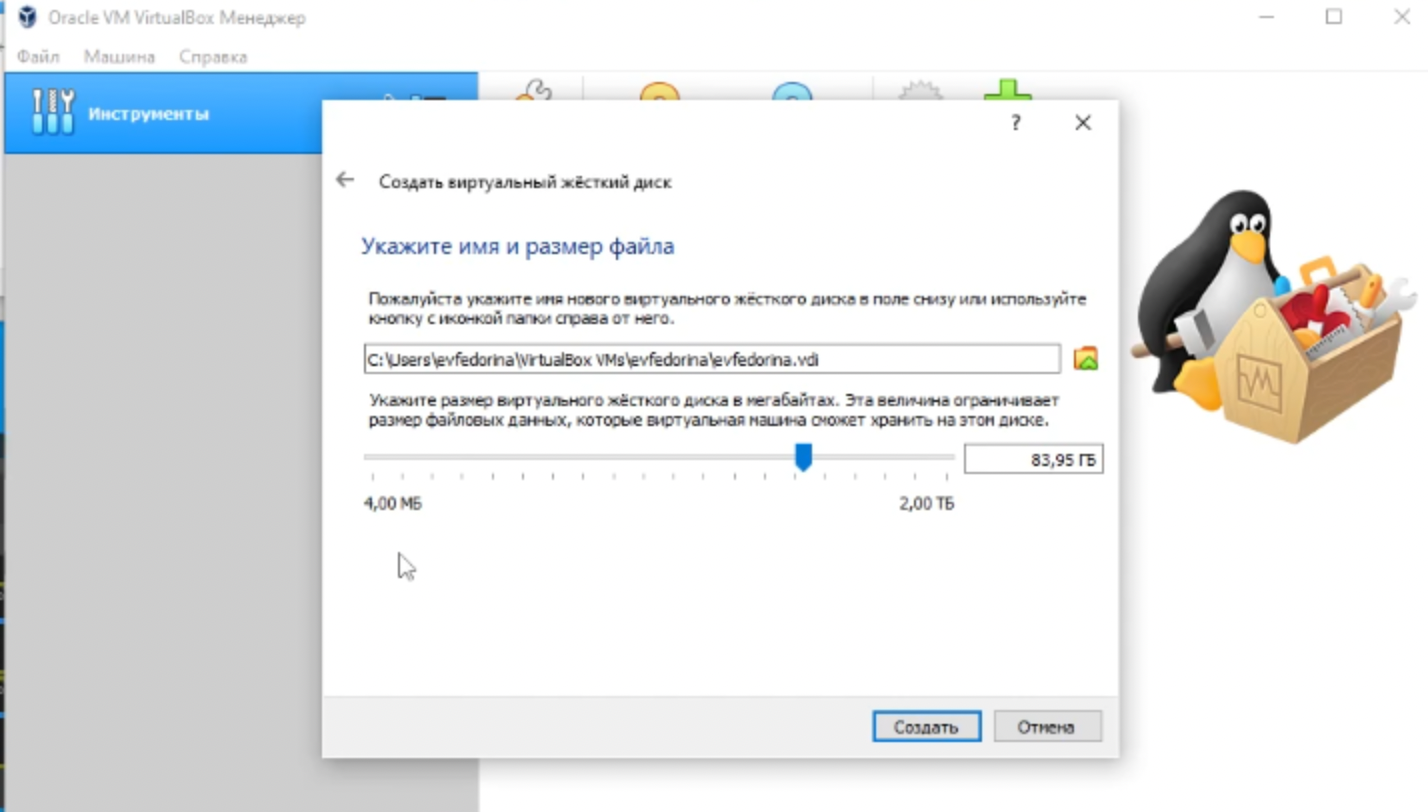 Oracle VM VirtualBox Менеджер
Файл Машина Справка
Инструменты
?
Создать виртуальный жёсткий диск
Укажите имя и размер файла
Пожалуйста укажите имя нового виртуального жёсткого диска в поле снизу или используйте
кнопку с иконкой папки справа от него.
C:\Users\evfedorina\VirtualBox VMs\evfedorina\evfedorina.vdi
Укажите размер виртуального жёсткого диска в мегабайтах. Эта величина ограничивает
размер файловых данных, которые виртуальная машина сможет хранить на этом диске.
83,95 ГБ
4,00 МБ 2,00 ТБ
Создать Отмена